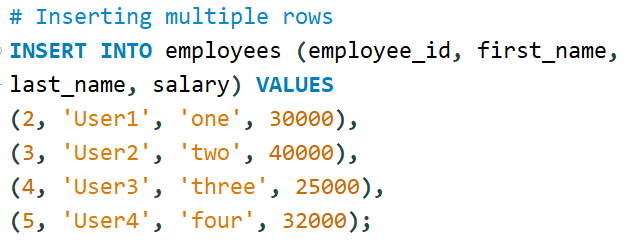 # Inserting multiple rows
INSERT INTO employees (employee_id, first_name,
last_name, salary) VALUES
(2, 'User1', 'one', 30000),
(3, 'User2', 'two', 40000),
(4, 'User3', 'three', 25000),
(5, 'User4', 'four', 32000);